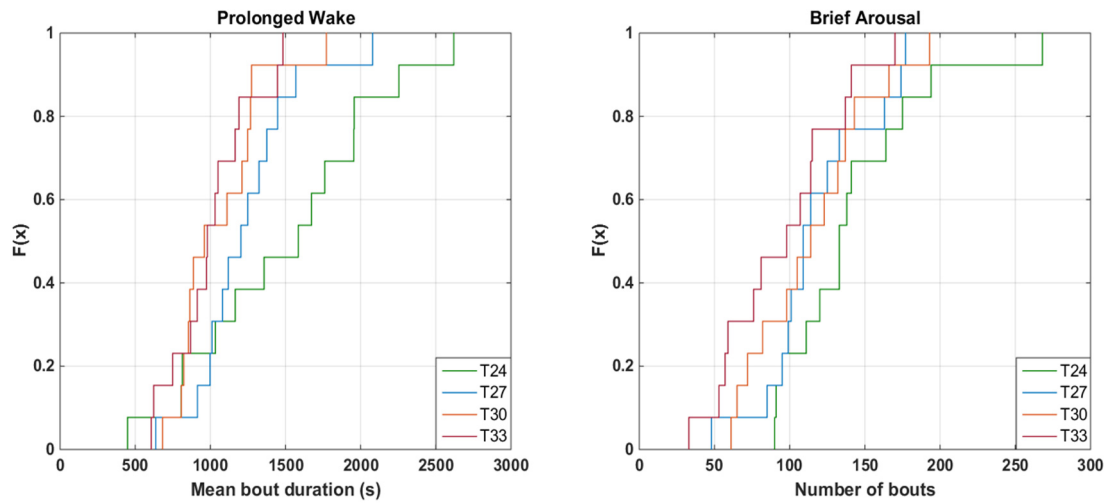 Prolonged Wake
1
0.8
0.6
0.4
0.2
0
F(x)
0 500 1000 1500 2000 2500 3000
Mean bout duration (s)
T24
T27
T30
T33
Brief Arousal
1
0.8
0.6
0.4
0.2
0
F(x)
0 50 100 150 200 250 300
Number of bouts
T24
T27
T30
T33